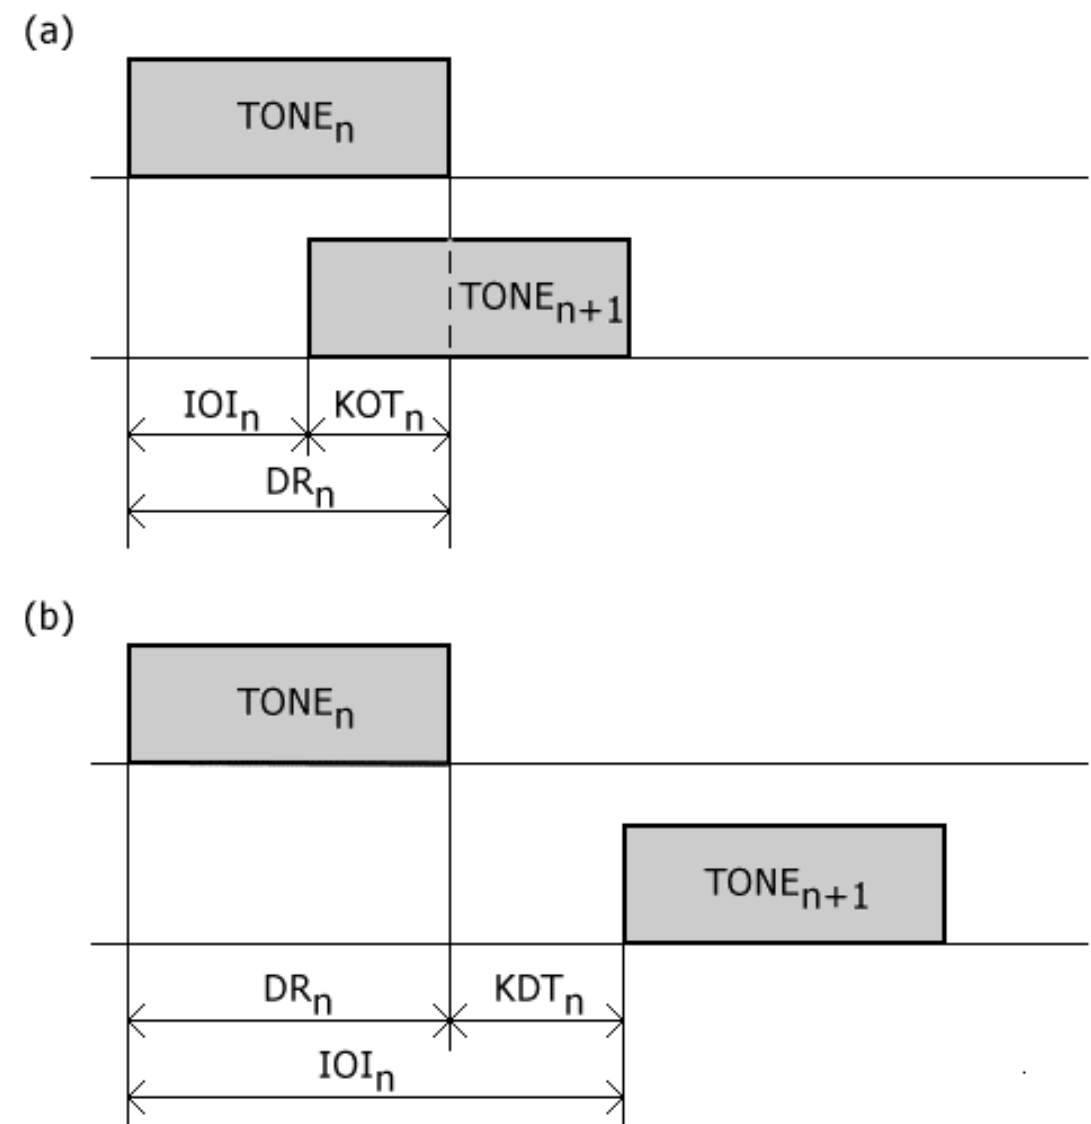 (a)
TONEn
TONEn+1
IOIn KOTn
DRn
(b)
TONEn
TONEn+1
DRn KDTn
IOIn